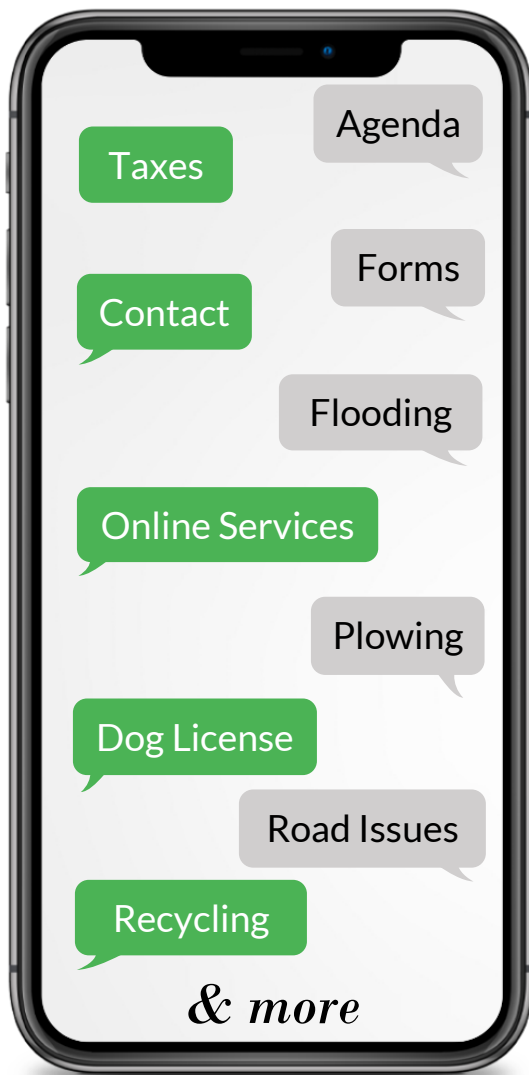 Agenda
Taxes
Forms
Contact
Flooding
Online Services
Plowing
Dog License
Road Issues
Recycling
& more